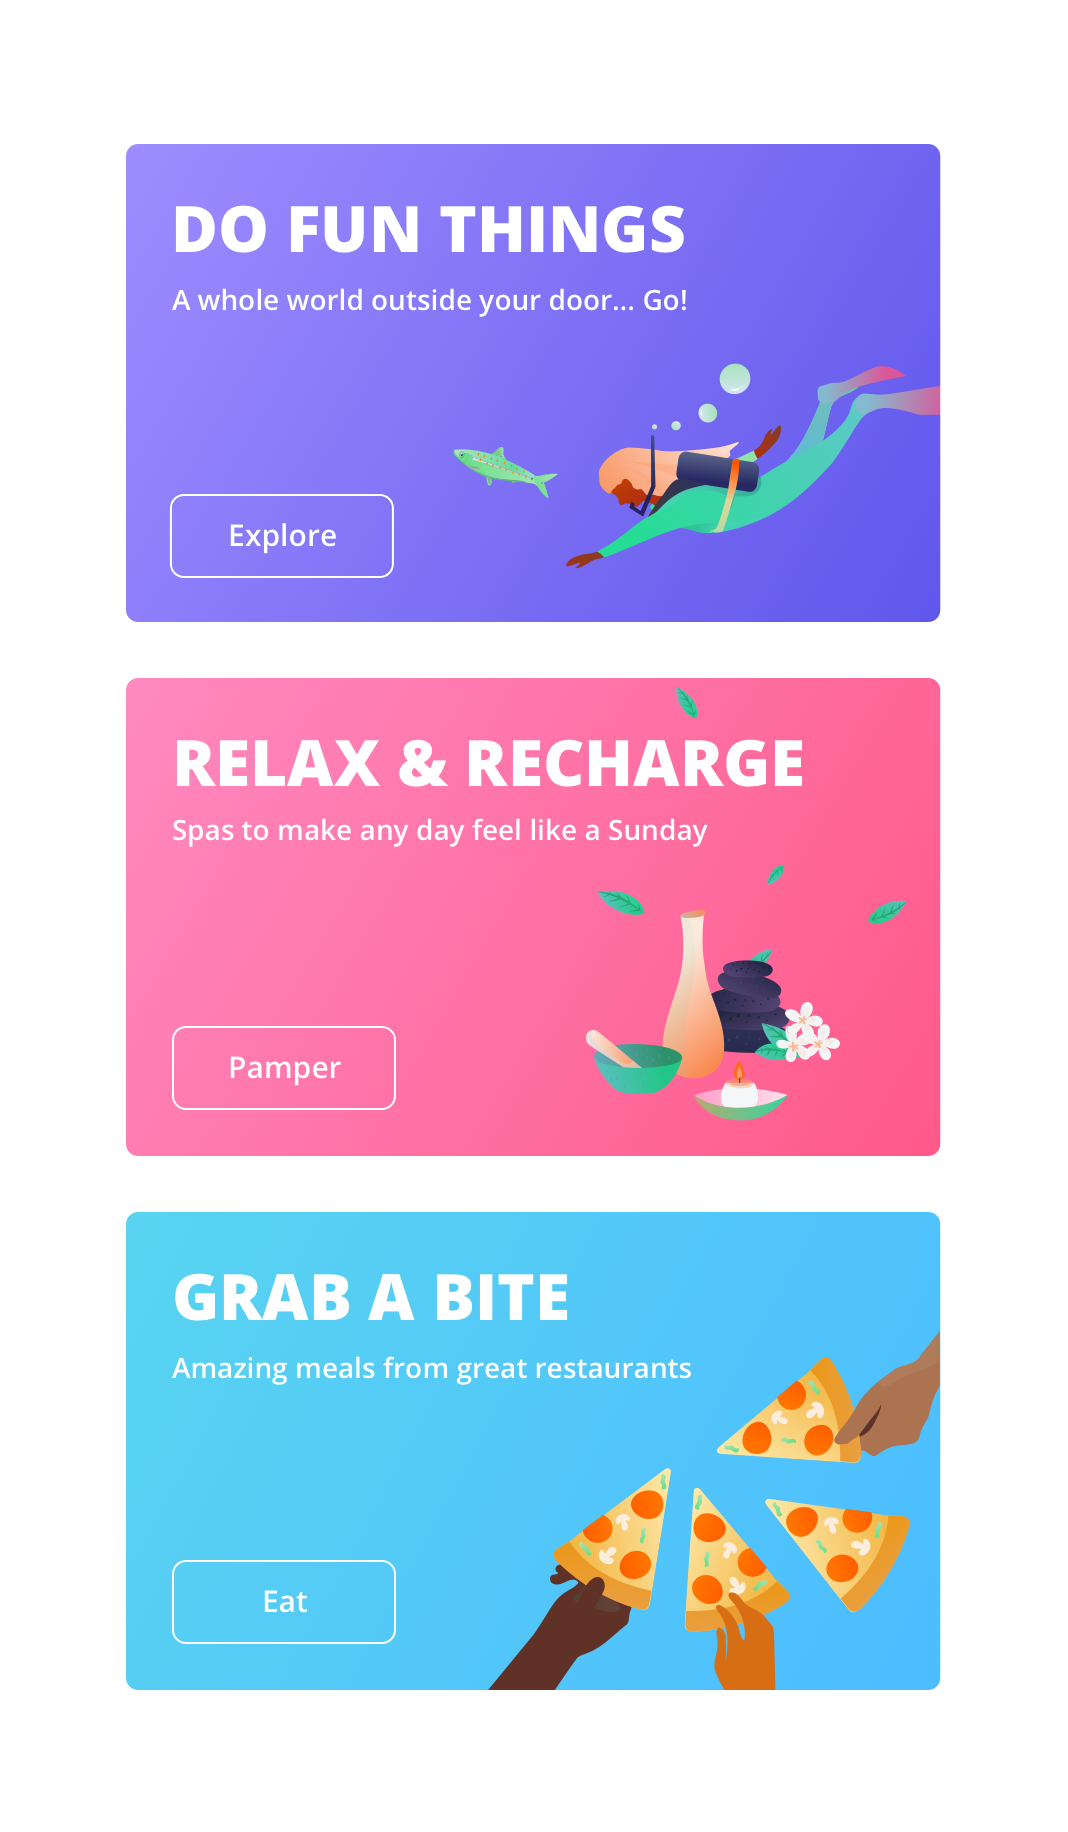 DO FUN THINGS
A whole world outside your door... Go!
Explore
RELAX & RECHARGE
Spas to make any day feel like a Sunday
Pamper
GRAB A BITE
Amazing meals from great restaurants
Eat